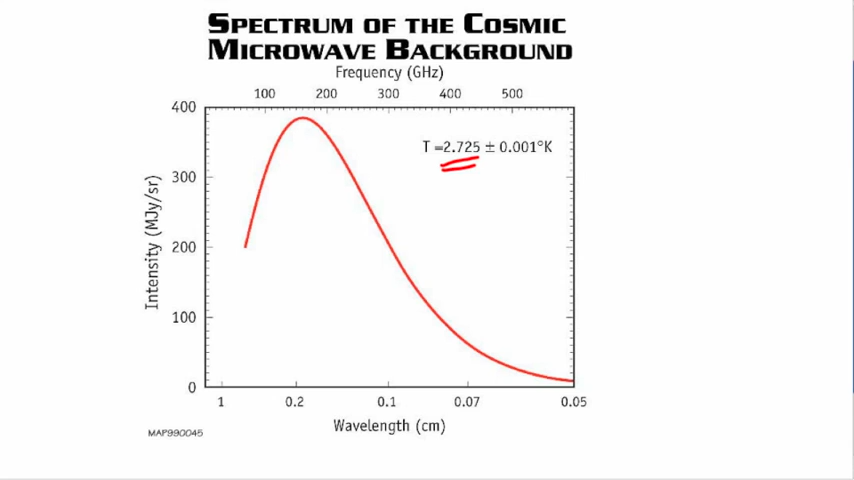 SPECTRUM OF THE COSMIC
MICROWAVE BACKGROUND
Frequency (GHz)
100 200 300 400 500
400
T =2.725 ± 0.001°K
300
Intensity (MJy/sr)
200
100
0
1 0.2 0.1 0.07 0.05
Wavelength (cm)
MAP990045